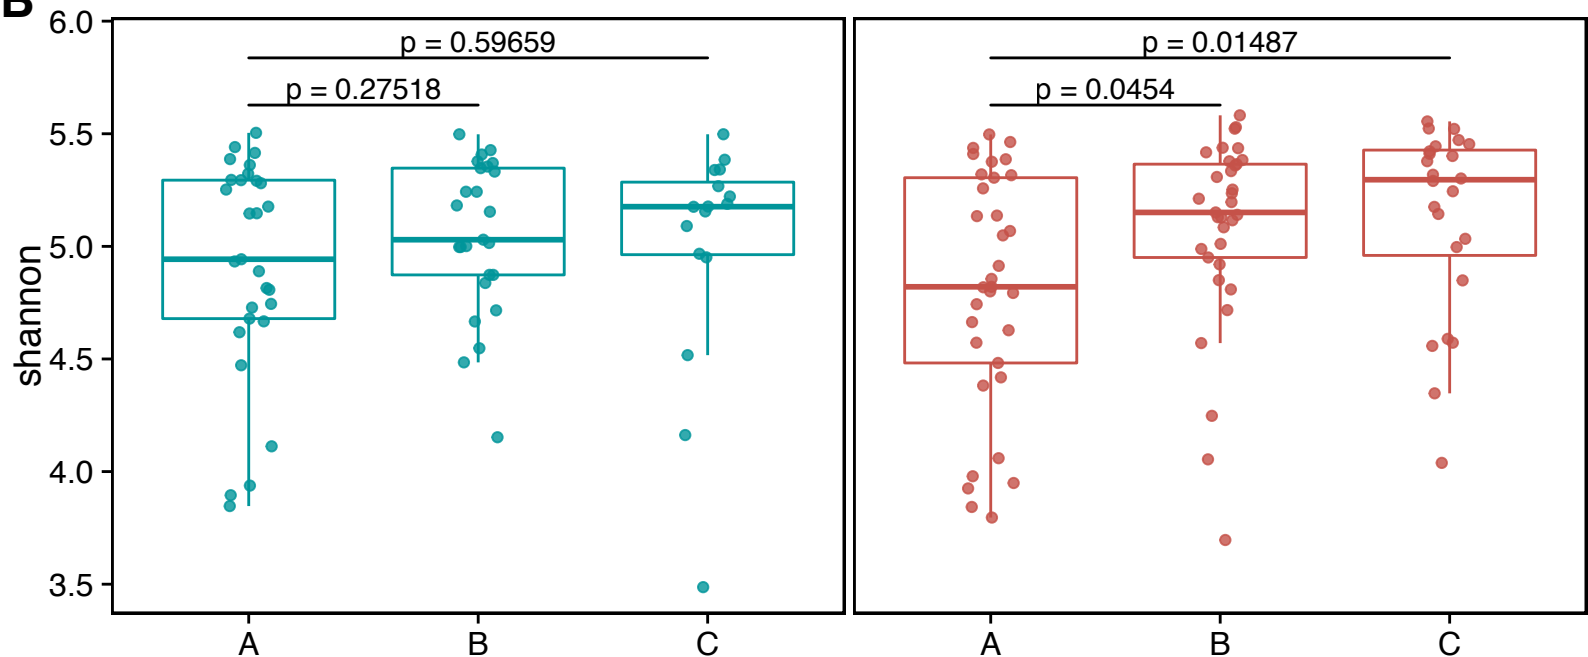 B
6.0
5.5
5.0
4.5
4.0
3.5
shannon
p = 0.59659
p = 0.27518
A B C
p = 0.01487
p = 0.0454
A B C